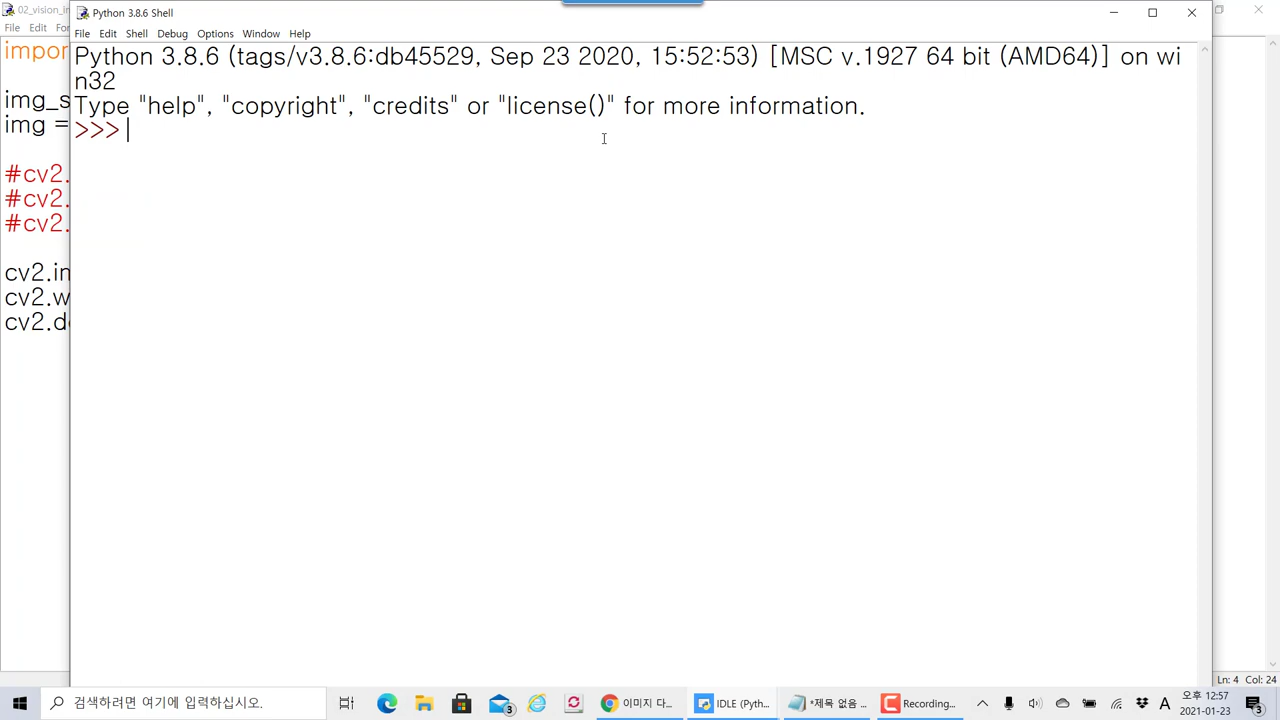 02_vision_in
Python 3.8.6 Shell
File Edit Fo
File Edit Shell Debug Options Window Help
impor
Python 3.8.6 (tags/v3.8.6:db45529, Sep 23 2020, 15:52:53) [MSC v.1927 64 bit (AMD64)] on wi
n32
Type "help", "copyright", "credits" or "license()" for more information.
>>>
img_s
img =
#cv2.
#cv2.
#cv2.
cv2.in
cv2.w
cv2.de
Ln: 4 Col: 24
검색하려면 여기에 입력하십시오.
3
이미지 다...
IDLE (Pyth...
*제목 없음 ...
Recording...
A
오후 12:57
2021-01-23
3